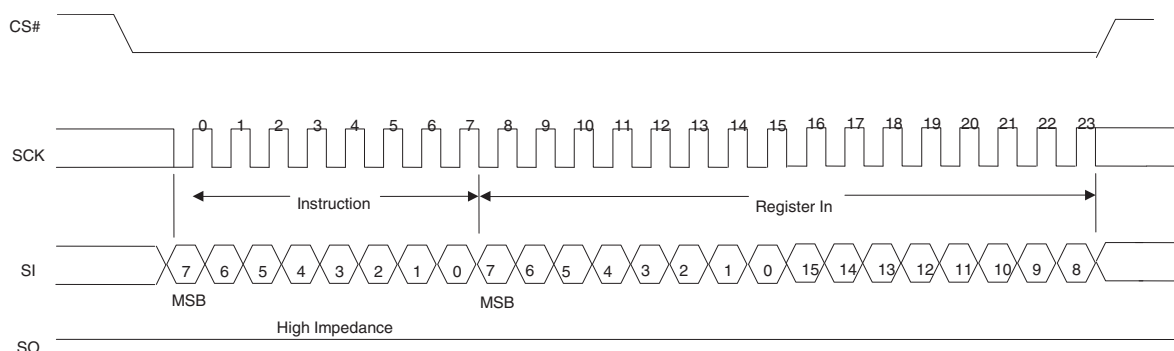 CS#
0 1 2 3 4 5 6 7 8 9 10 11 12 13 14 15 16 17 18 19 20 21 22 23
SCK
Instruction
Register In
SI
7 6 5 4 3 2 1 0 7 6 5 4 3 2 1 0 15 14 13 12 11 10 9 8
MSB MSB
High Impedance
SO